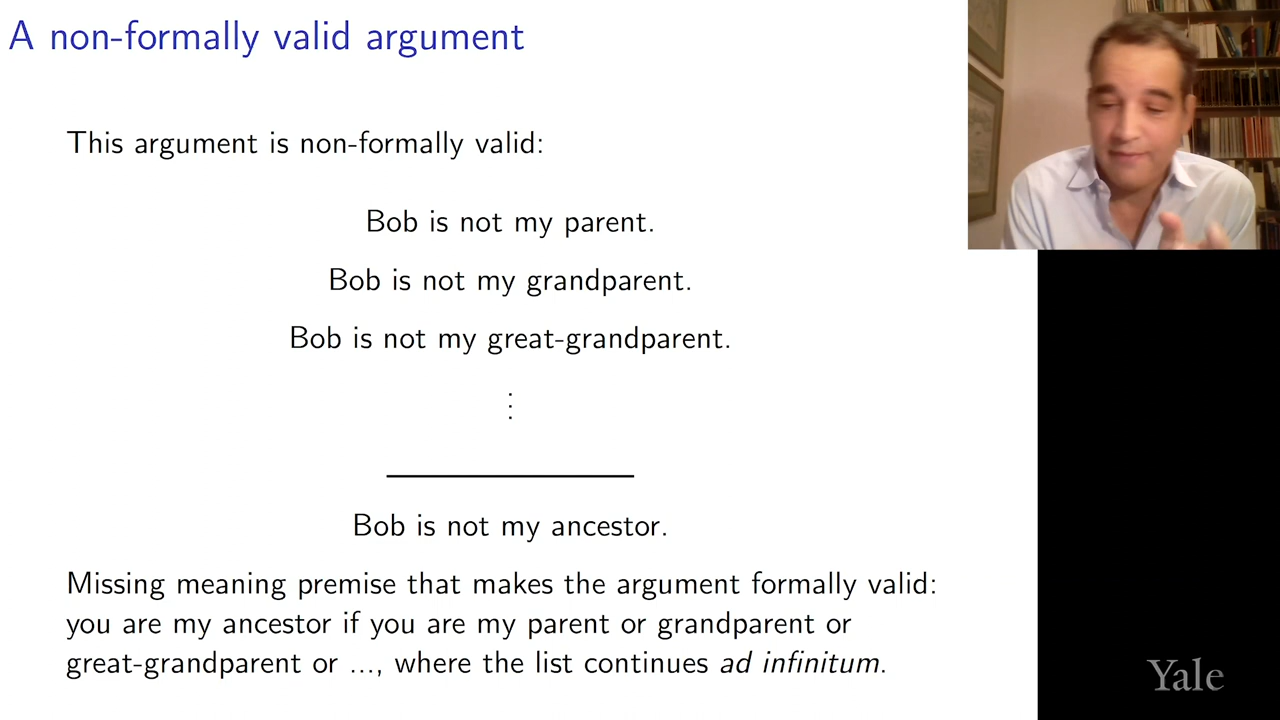 A non-formally valid argument
This argument is non-formally valid:
Bob is not my parent.
Bob is not my grandparent.
Bob is not my great-grandparent.
⋮
Bob is not my ancestor.
Missing meaning premise that makes the argument formally valid:
you are my ancestor if you are my parent or grandparent or
great-grandparent or ..., where the list continues ad infinitum.
Yale